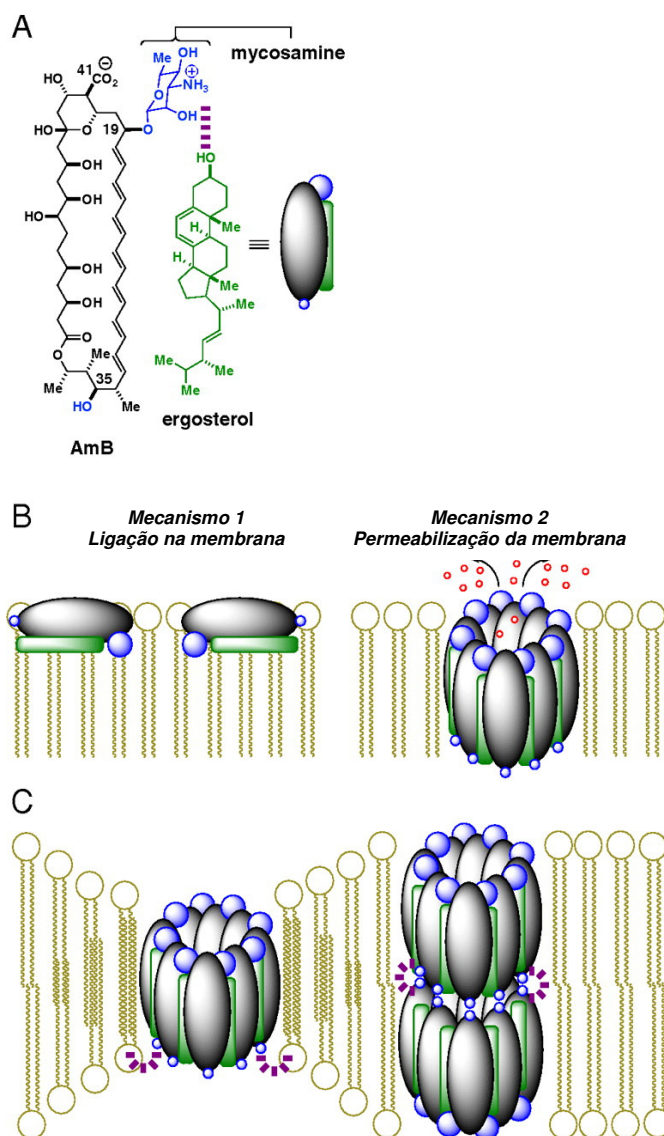 A
mycosamine
41
⊖
CO₂
HO
Me
OH
⊕
NH₃
O
OH
HO
O
19
O
HO
OH
OH
H
Me
HO
H
OH
Me
OH
O
Me
O
Me
Me
35
Me
Me
Me
HO
Me
ergosterol
AmB
≡
B
Mecanismo 1
Ligação na membrana
Mecanismo 2
Permeabilização da membrana
C